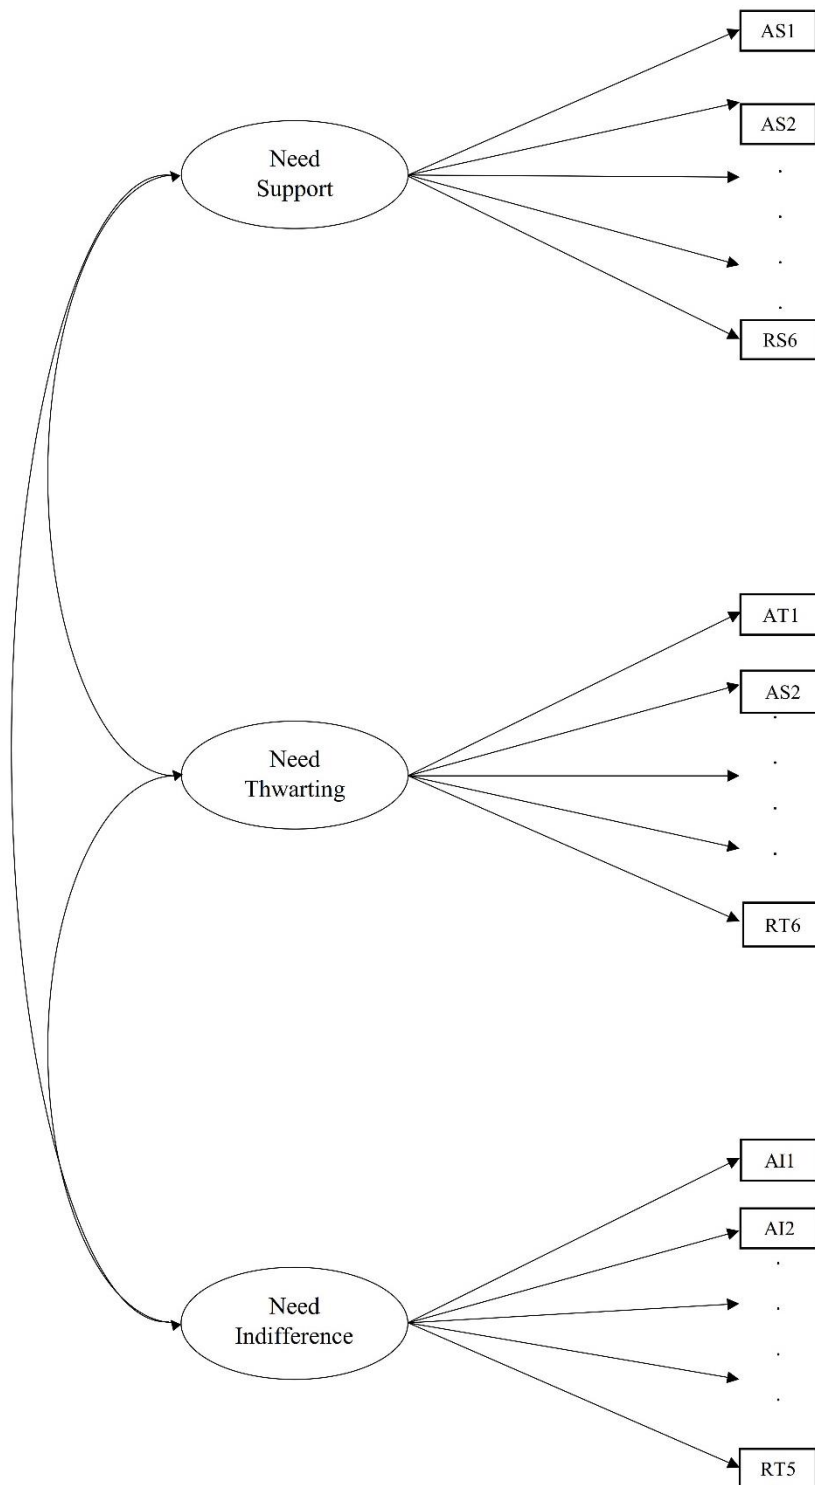 AS1
AS2
Need
Support
RS6
AT1
AS2
Need
Thwarting
RT6
AI1
AI2
Need
Indifference
RT5